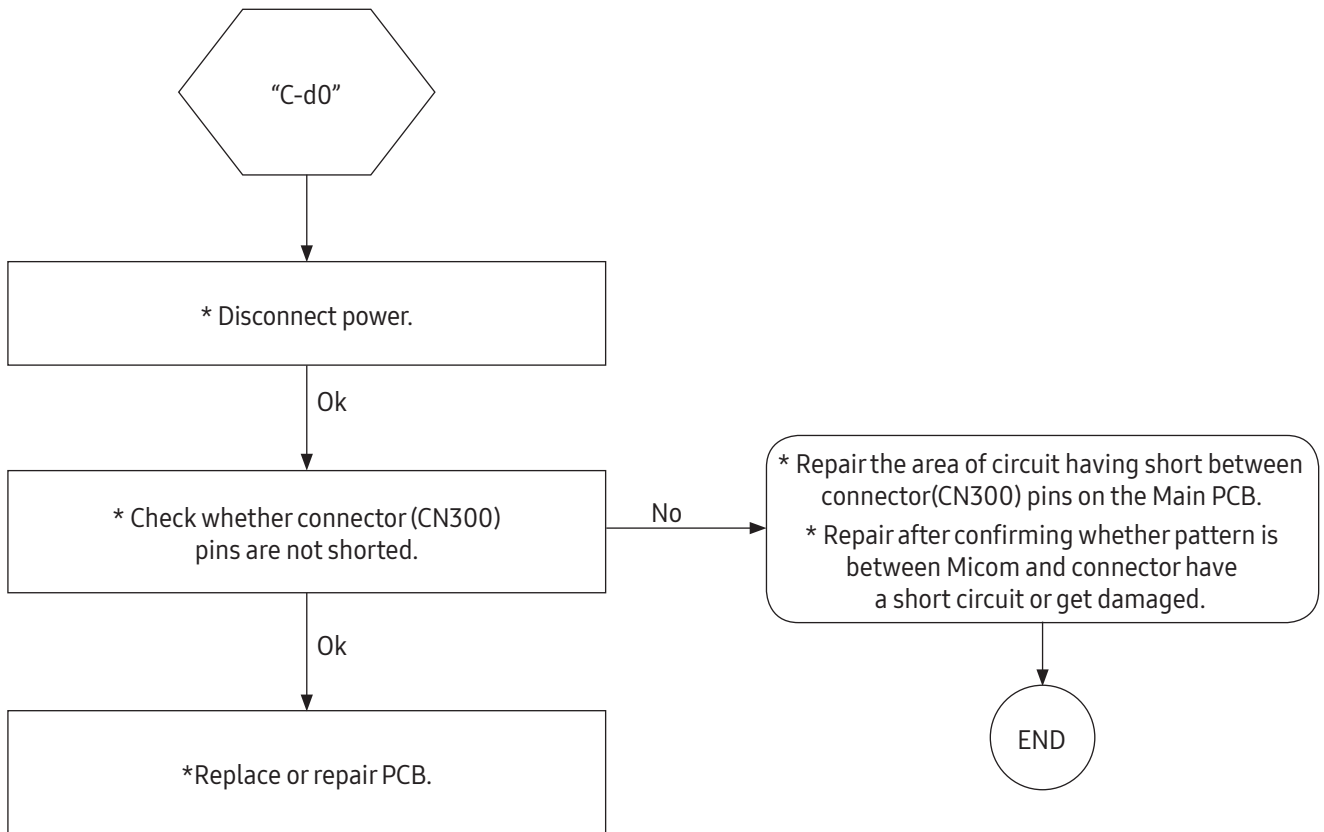 “C-d0”
* Disconnect power.
Ok
* Check whether connector (CN300)
pins are not shorted.
No
* Repair the area of circuit having short between
connector(CN300) pins on the Main PCB.
* Repair after confirming whether pattern is
between Micom and connector have
a short circuit or get damaged.
Ok
END
*Replace or repair PCB.